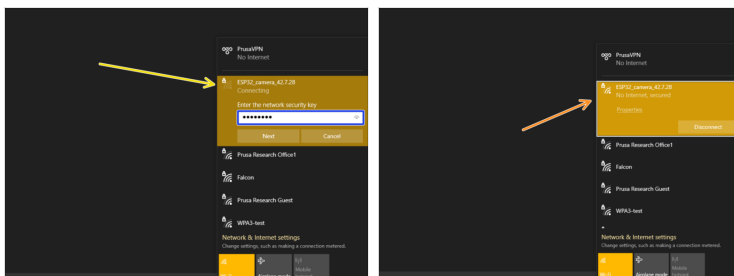 PrusaVPN
No Internet
ESP32_camera_42.7.28
Connecting
Enter the network security key
Next
Cancel
Prusa Research Office1
Falcon
Prusa Research Guest
WPA3-test
Network & Internet settings
Change settings, such as making a connection metered.
Airplane mode
Mobile
PrusaVPN
No Internet
ESP32_camera_42.7.28
No Internet, secured
Properties
Disconnect
Prusa Research Office1
Falcon
Prusa Research Guest
WPA3-test
Network & Internet settings
Change settings, such as making a connection metered.
Airplane mode
Mobile